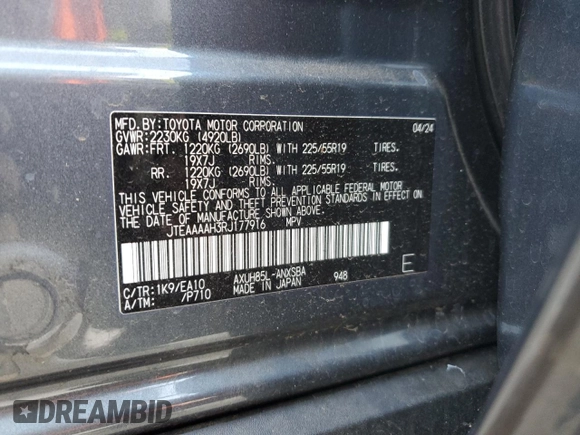 MFD. BY: TOYOTA MOTOR CORPORATION 04/24
GVWR: 2230KG (4920LB)
GAWR: FRT. 1220KG (2690LB) WITH 225/55R19 TIRES.
19X7J RIMS.
RR. 1220KG (2690LB) WITH 225/55R19 TIRES.
19X7J RIMS.
THIS VEHICLE CONFORMS TO ALL APPLICABLE FEDERAL MOTOR
VEHICLE SAFETY AND THEFT PREVENTION STANDARDS IN EFFECT ON
THE DATE OF MANUFACTURE SHOWN ABOVE.
JTEAAAAH3RJ177916 MPV
C/TR: 1K9/EA10 AXUH85L-ANXSBA 948 E
A/TM: /P710 MADE IN JAPAN
DREAMBID